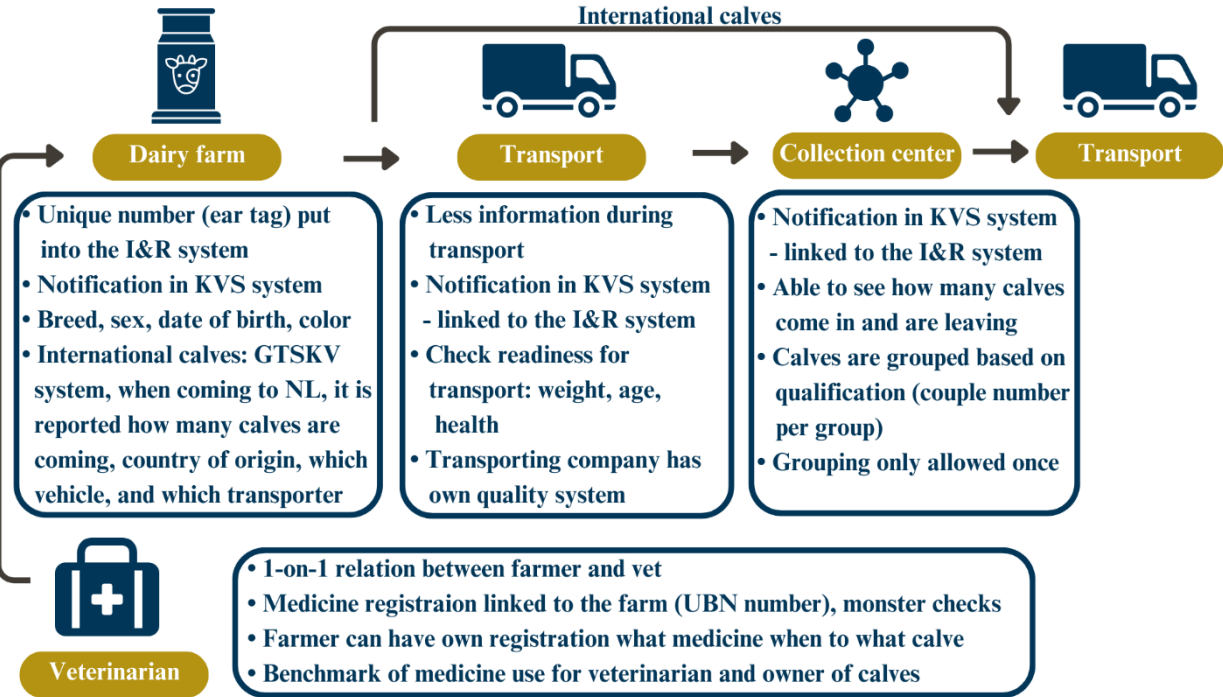 International calves
Dairy farm
Transport
Collection center
Transport
• Unique number (ear tag) put
into the I&R system
• Notification in KVS system
• Breed, sex, date of birth, color
• International calves: GTSKV
system, when coming to NL, it is
reported how many calves are
coming, country of origin, which
vehicle, and which transporter
• Less information during
transport
• Notification in KVS system
- linked to the I&R system
• Check readiness for
transport: weight, age,
health
• Transporting company has
own quality system
• Notification in KVS system
- linked to the I&R system
• Able to see how many calves
come in and are leaving
• Calves are grouped based on
qualification (couple number
per group)
• Grouping only allowed once
Veterinarian
• 1-on-1 relation between farmer and vet
• Medicine registraion linked to the farm (UBN number), monster checks
• Farmer can have own registration what medicine when to what calve
• Benchmark of medicine use for veterinarian and owner of calves